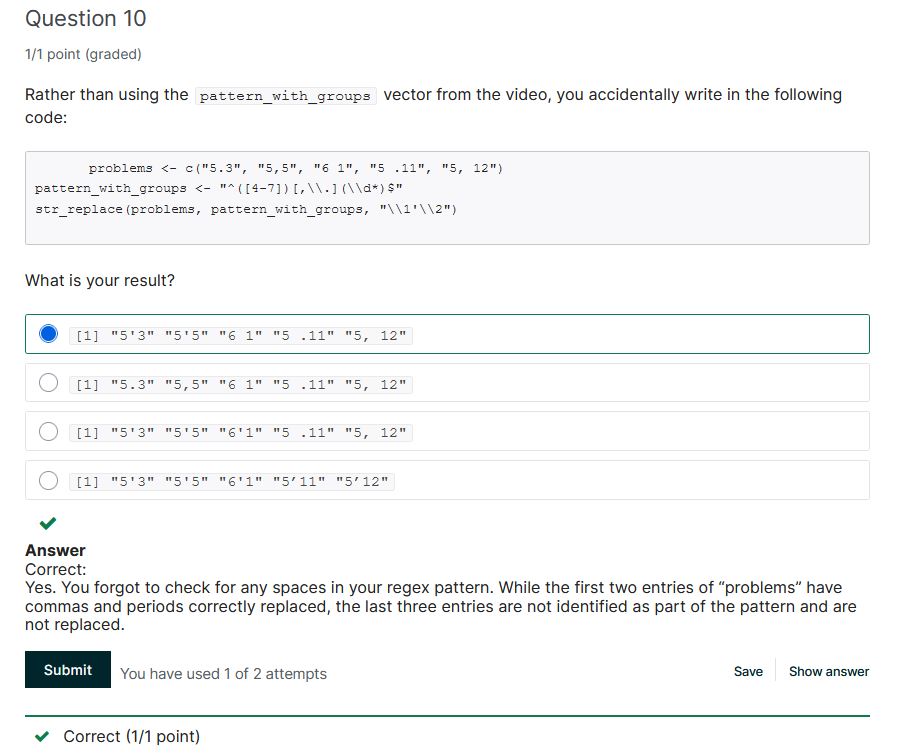 Question 10
1/1 point (graded)
Rather than using the pattern_with_groups vector from the video, you accidentally write in the following
code:
problems <- c("5.3", "5,5", "6 1", "5 .11", "5, 12")
pattern_with_groups <- "^([4-7])[,\\.](\\d*)$"
str_replace(problems, pattern_with_groups, "\\1'\\2")
What is your result?
[1] "5'3" "5'5" "6 1" "5 .11" "5, 12"
[1] "5.3" "5,5" "6 1" "5 .11" "5, 12"
[1] "5'3" "5'5" "6'1" "5 .11" "5, 12"
[1] "5'3" "5'5" "6'1" "5’11" "5’12"
Answer
Correct:
Yes. You forgot to check for any spaces in your regex pattern. While the first two entries of “problems” have
commas and periods correctly replaced, the last three entries are not identified as part of the pattern and are
not replaced.
Submit You have used 1 of 2 attempts Save Show answer
Correct (1/1 point)